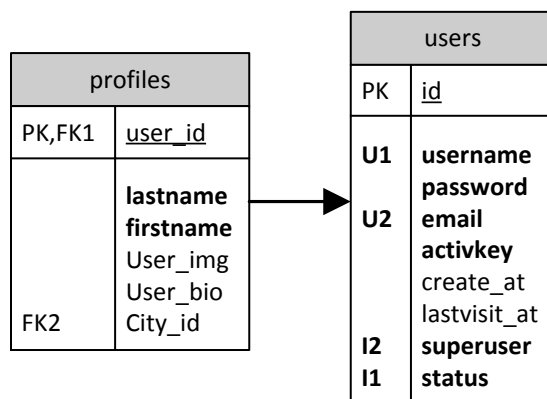 profiles
PK,FK1 user_id
lastname
firstname
User_img
User_bio
FK2 City_id
users
PK id
U1 username
password
U2 email
activkey
create_at
lastvisit_at
I2 superuser
I1 status